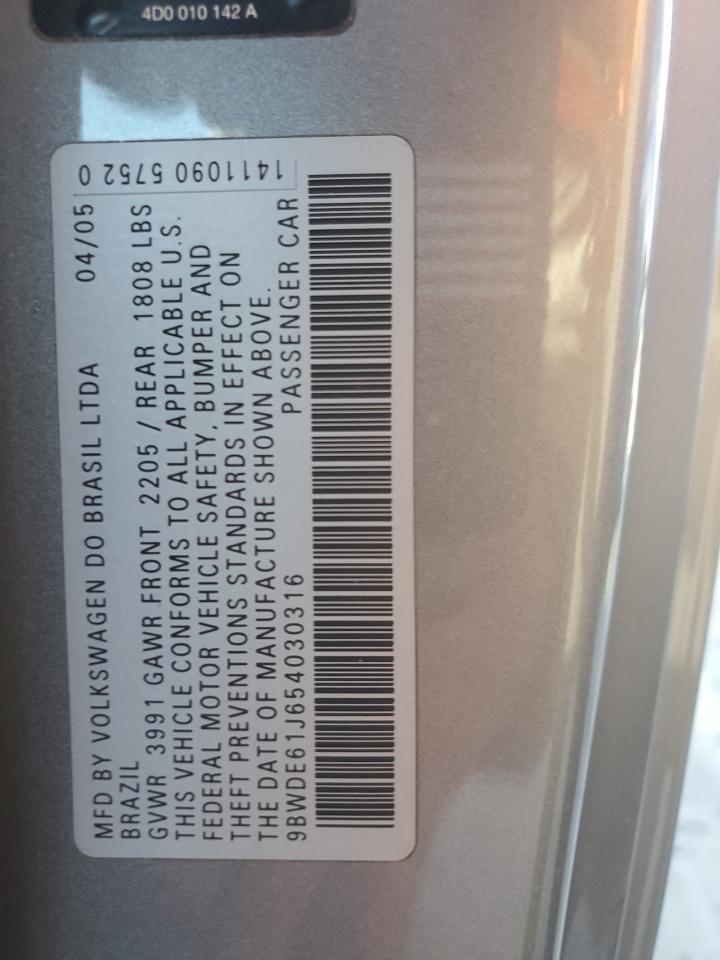 4D0 010 142 A
1411090 5752 0
MFD BY VOLKSWAGEN DO BRASIL LTDA 04/05
BRAZIL
GVWR 3991 GAWR FRONT 2205 / REAR 1808 LBS
THIS VEHICLE CONFORMS TO ALL APPLICABLE U.S.
FEDERAL MOTOR VEHICLE SAFETY, BUMPER AND
THEFT PREVENTIONS STANDARDS IN EFFECT ON
THE DATE OF MANUFACTURE SHOWN ABOVE.
9BWDE61J654030316 PASSENGER CAR